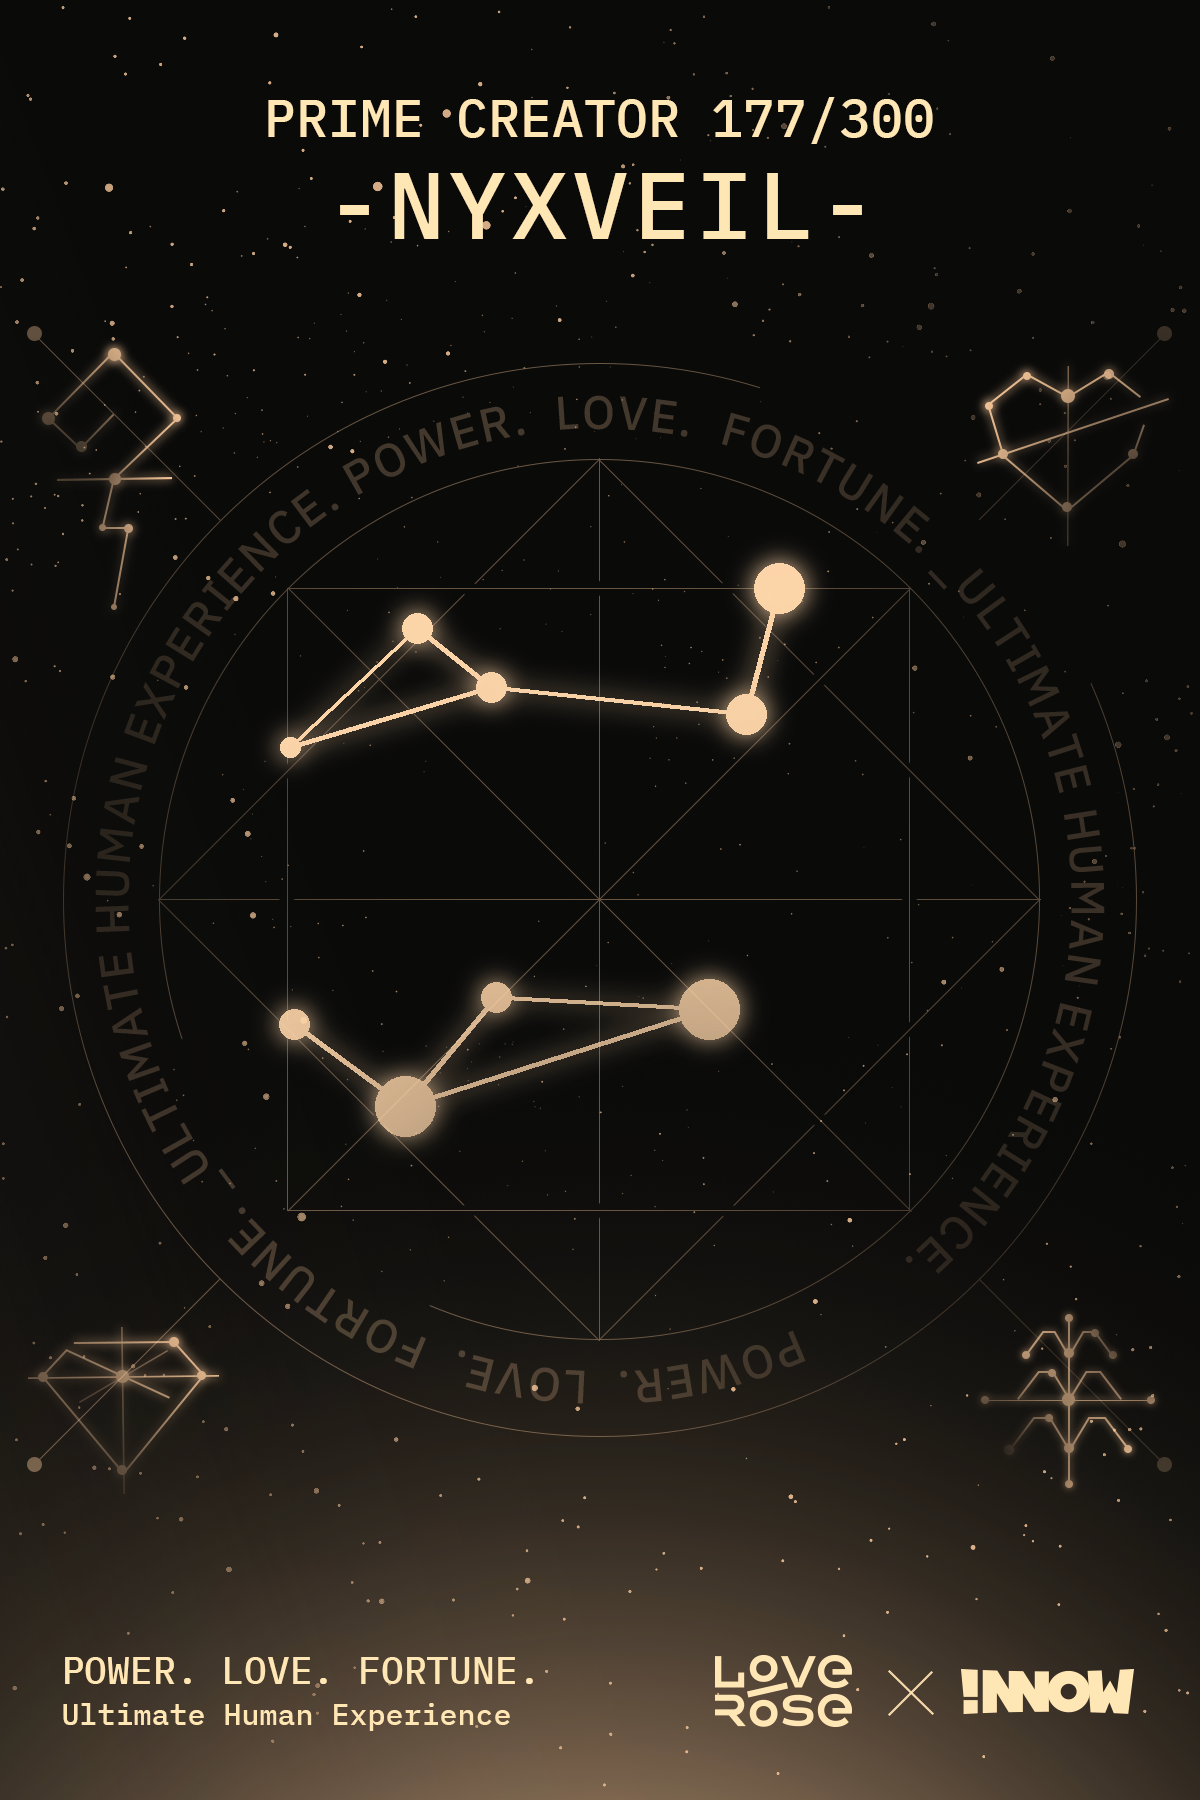 PRIME CREATOR 177/300
-NYXVEIL-
POWER. LOVE. FORTUNE. – ULTIMATE HUMAN EXPERIENCE.
POWER. LOVE. FORTUNE. – ULTIMATE HUMAN EXPERIENCE.
POWER. LOVE. FORTUNE.
Ultimate Human Experience
LOVE
ROSE
!NNOW